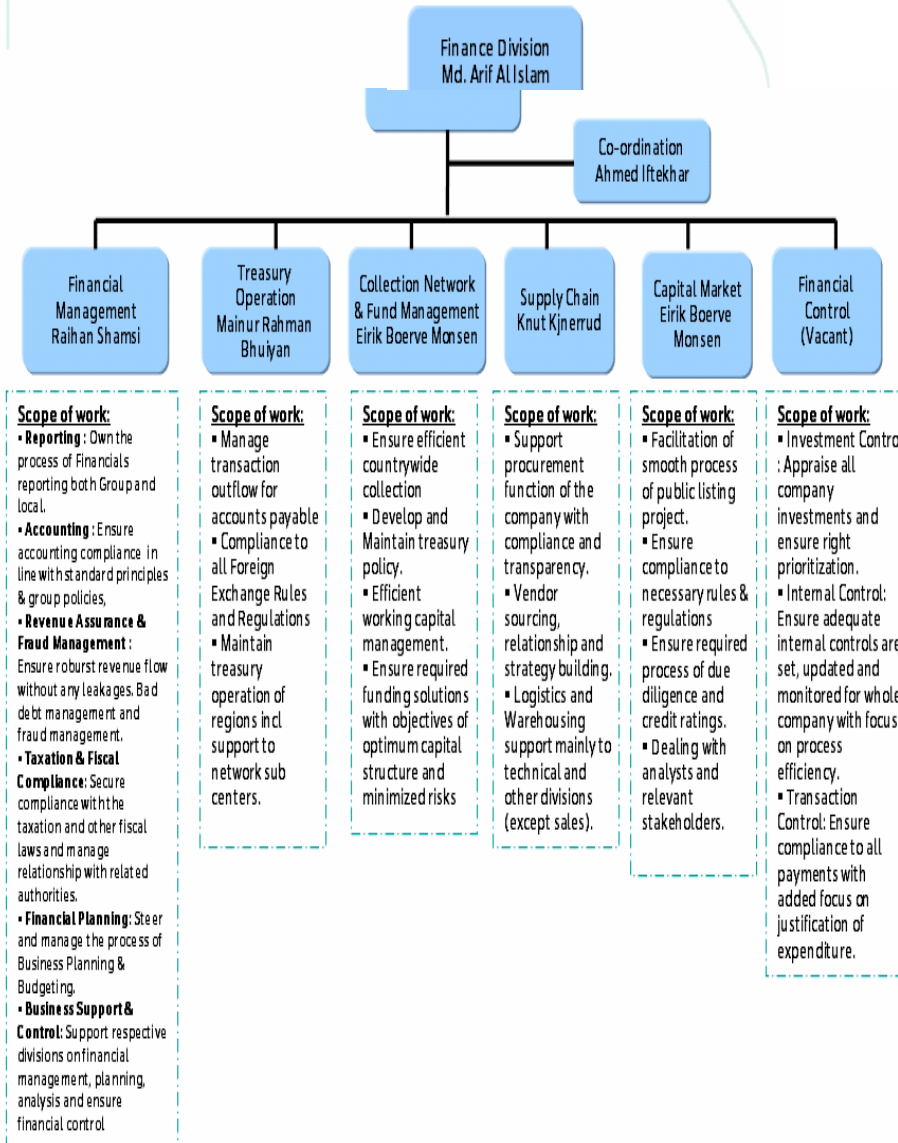 Finance Division
Md. Arif Al Islam
Co-ordination
Ahmed Iftekhar
Financial
Management
Raihan Shamsi
Treasury
Operation
Mainur Rahman
Bhuiyan
Collection Network
& Fund Management
Eirik Boerve Monsen
Supply Chain
Knut Kjnerrud
Capital Market
Eirik Boerve
Monsen
Financial
Control
(Vacant)
Scope of work:
▪ Reporting : Own the
process of Financials
reporting both Group and
local.
▪ Accounting : Ensure
accounting compliance in
line with standard principles
& group policies,
▪ Revenue Assurance &
Fraud Management :
Ensure roburst revenue flow
without any leakages. Bad
debt management and
fraud management.
▪ Taxation & Fiscal
Compliance: Secure
compliance with the
taxation and other fiscal
laws and manage
relationship with related
authorities.
▪ Financial Planning: Steer
and manage the process of
Business Planning &
Budgeting.
▪ Business Support &
Control: Support respective
divisions on financial
management, planning,
analysis and ensure
financial control
Scope of work:
▪ Manage
transaction
outflow for
accounts payable
▪ Compliance to
all Foreign
Exchange Rules
and Regulations
▪ Maintain
treasury
operation of
regions incl
support to
network sub
centers.
Scope of work:
▪ Ensure efficient
countrywide
collection
▪ Develop and
Maintain treasury
policy.
▪ Efficient
working capital
management.
▪ Ensure required
funding solutions
with objectives of
optimum capital
structure and
minimized risks
Scope of work:
▪ Support
procurement
function of the
company with
compliance and
transparency.
▪ Vendor
sourcing,
relationship and
strategy building.
▪ Logistics and
Warehousing
support mainly to
technical and
other divisions
(except sales).
Scope of work:
▪ Facilitation of
smooth process
of public listing
project.
▪ Ensure
compliance to
necessary rules &
regulations
▪ Ensure required
process of due
diligence and
credit ratings.
▪ Dealing with
analysts and
relevant
stakeholders.
Scope of work:
▪ Investment Contro
: Appraise all
company
investments and
ensure right
prioritization.
▪ Internal Control:
Ensure adequate
internal controls are
set, updated and
monitored for whole
company with focus
on process
efficiency.
▪ Transaction
Control: Ensure
compliance to all
payments with
added focus on
justification of
expenditure.